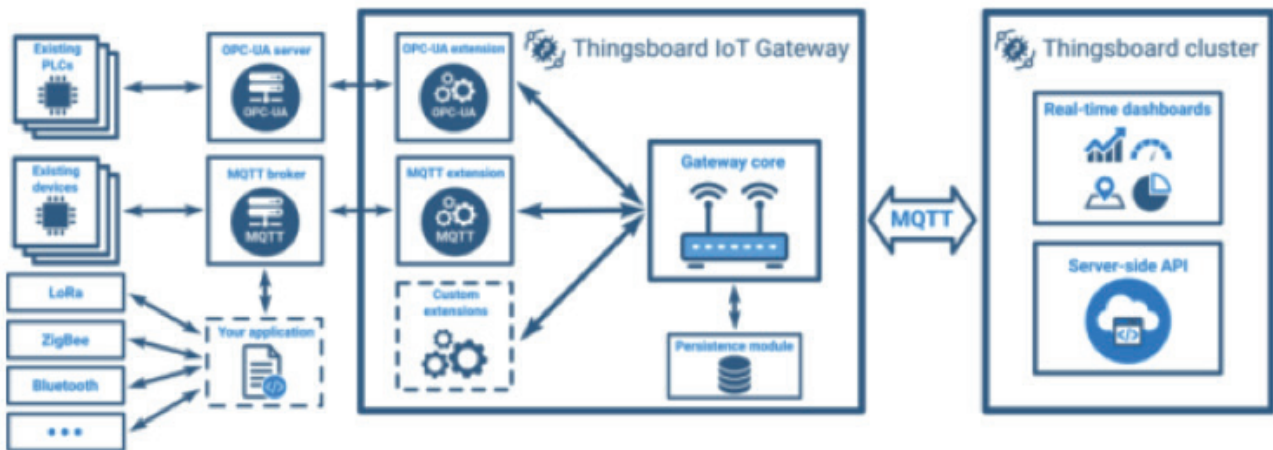 Existing
PLCs
OPC-UA server
OPC-UA
OPC-UA extension
OPC-UA
Thingsboard IoT Gateway
Thingsboard cluster
Real-time dashboards
Existing
devices
MQTT broker
MQTT
MQTT extension
MQTT
Gateway core
MQTT
Server-side API
LoRa
ZigBee
Bluetooth
•••
Your application
Custom
extensions
Persistence module